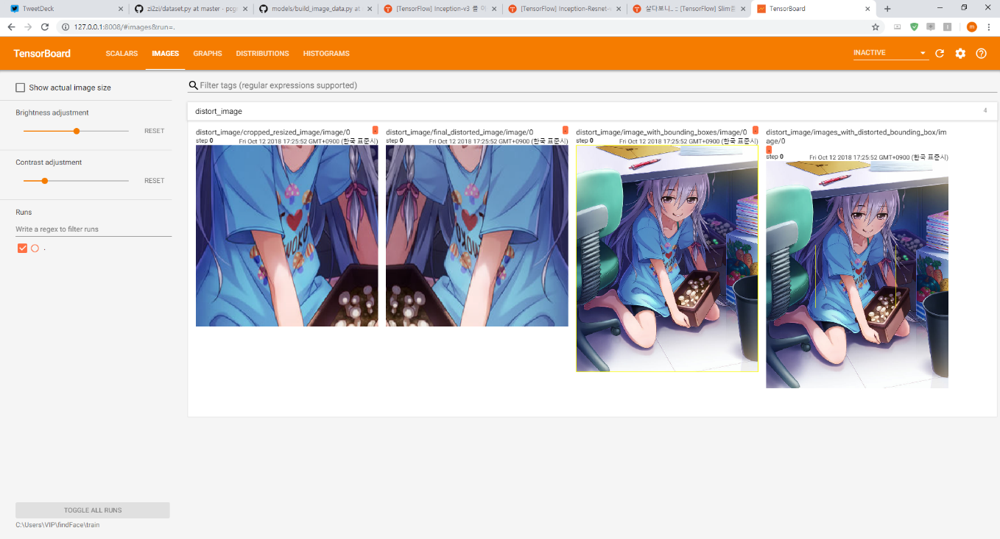 TweetDeck
zi2zi/dataset.py at master · pcg
models/build_image_data.py at
[TensorFlow] Inception-v3 를
[TensorFlow] Inception-Resnet-
살다보니.. :: [TensorFlow] Slim
TensorBoard
127.0.0.1:8008/#images&run=.
m
TensorBoard
SCALARS
IMAGES
GRAPHS
DISTRIBUTIONS
HISTOGRAMS
INACTIVE
Show actual image size
Filter tags (regular expressions supported)
Brightness adjustment
RESET
Contrast adjustment
RESET
Runs
Write a regex to filter runs
.
TOGGLE ALL RUNS
C:\Users\VIP\findFace\train
distort_image
4
distort_image/cropped_resized_image/image/0
step 0 Fri Oct 12 2018 17:25:52 GMT+0900 (한국 표준시)
distort_image/final_distorted_image/image/0
step 0 Fri Oct 12 2018 17:25:52 GMT+0900 (한국 표준시)
distort_image/image_with_bounding_boxes/image/0
step 0 Fri Oct 12 2018 17:25:52 GMT+0900 (한국 표준시)
distort_image/images_with_distorted_bounding_box/im
age/0
step 0 Fri Oct 12 2018 17:25:52 GMT+0900 (한국 표준시)